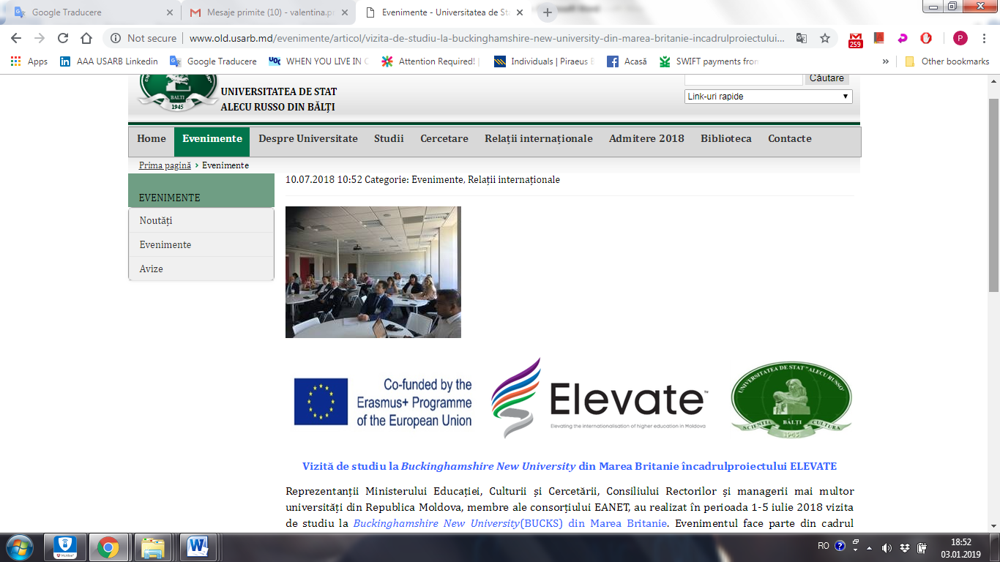 Google Traducere
Mesaje primite (10) - valentina.p
Evenimente - Universitatea de St
Not secure
www.old.usarb.md/evenimente/articol/vizita-de-studiu-la-buckinghamshire-new-university-din-marea-britanie-incadrulproiectului...
259
P
Apps
AAA USARB Linkedin
Google Traducere
WHEN YOU LIVE IN
Attention Required! |
Individuals | Piraeus
Acasă
SWIFT payments from
»
Other bookmarks
BALTI
1945
UNIVERSITATEA DE STAT
ALECU RUSSO DIN BĂLȚI
Căutare
Link-uri rapide
Home
Evenimente
Despre Universitate
Studii
Cercetare
Relații internaționale
Admitere 2018
Biblioteca
Contacte
Prima pagină › Evenimente
EVENIMENTE
Noutăți
Evenimente
Avize
10.07.2018 10:52 Categorie: Evenimente, Relații internaționale
Co-funded by the
Erasmus+ Programme
of the European Union
Elevate™
Elevating the internationalisation of higher education in Moldova
UNIVERSITATEA DE STAT "ALECU RUSSO"
SCIENTIA BĂLȚI CULTURA
1945
Vizită de studiu la Buckinghamshire New University din Marea Britanie încadrulproiectului ELEVATE
Reprezentanții Ministerului Educației, Culturii și Cercetării, Consiliului Rectorilor și managerii mai multor
universități din Republica Moldova, membre ale consorțiului EANET, au realizat în perioada 1-5 iulie 2018 vizita
de studiu la Buckinghamshire New University(BUCKS) din Marea Britanie. Evenimentul face parte din cadrul
McAfee
RO
18:52
03.01.2019